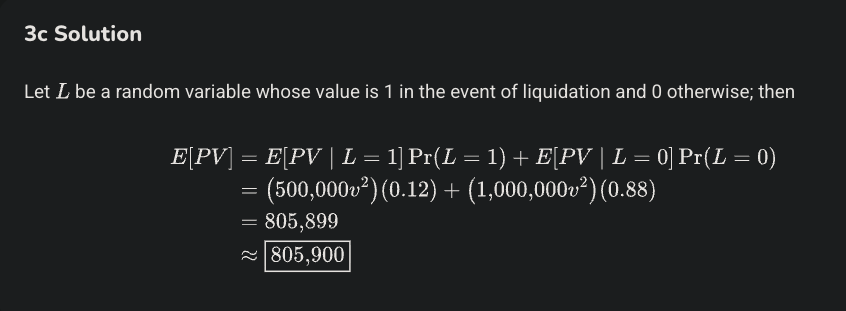 3c Solution
Let L be a random variable whose value is 1 in the event of liquidation and 0 otherwise; then
E[PV] = E[PV | L = 1] Pr(L = 1) + E[PV | L = 0] Pr(L = 0)
= (500,000v²)(0.12) + (1,000,000v²)(0.88)
= 805,899
≈ 805,900